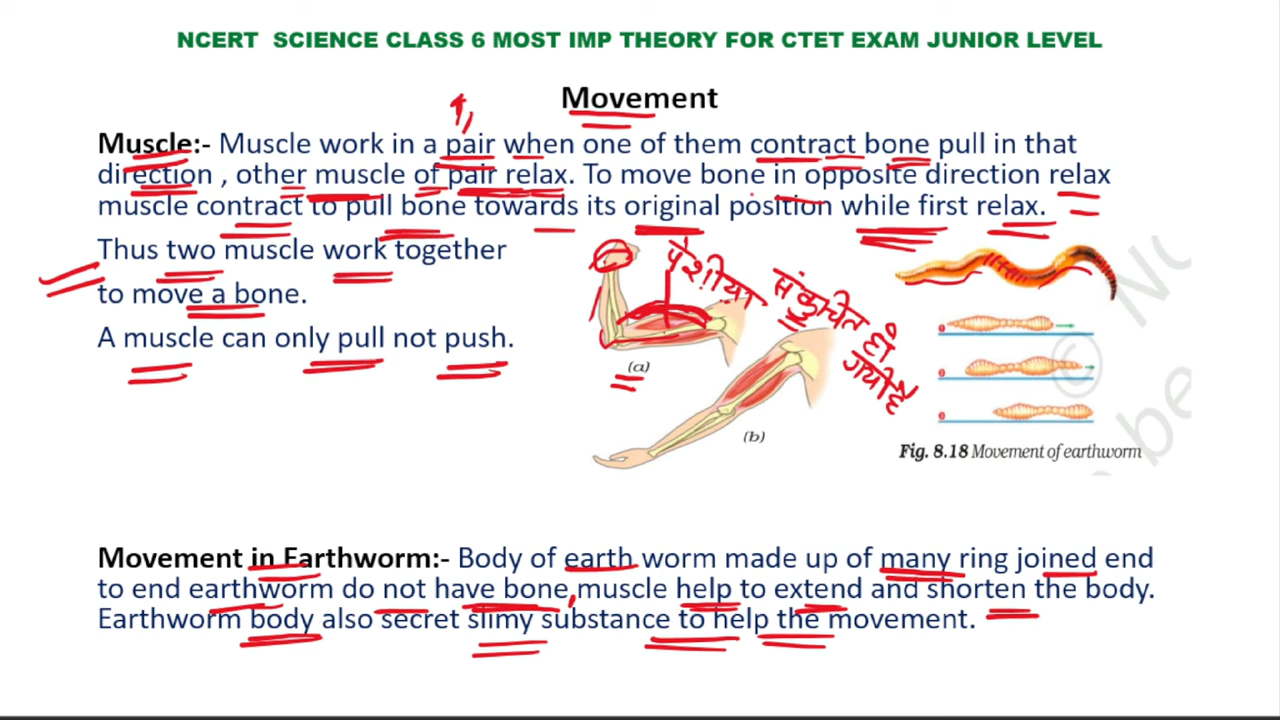 NCERT SCIENCE CLASS 6 MOST IMP THEORY FOR CTET EXAM JUNIOR LEVEL
Movement
Muscle:- Muscle work in a pair when one of them contract bone pull in that
direction , other muscle of pair relax. To move bone in opposite direction relax
muscle contract to pull bone towards its original position while first relax.
Thus two muscle work together
to move a bone.
A muscle can only pull not push.
पेशीया संकुचित हो
गयी है
(a)
(b)
Fig. 8.18 Movement of earthworm
Movement in Earthworm:- Body of earth worm made up of many ring joined end
to end earthworm do not have bone,muscle help to extend and shorten the body.
Earthworm body also secret slimy substance to help the movement.